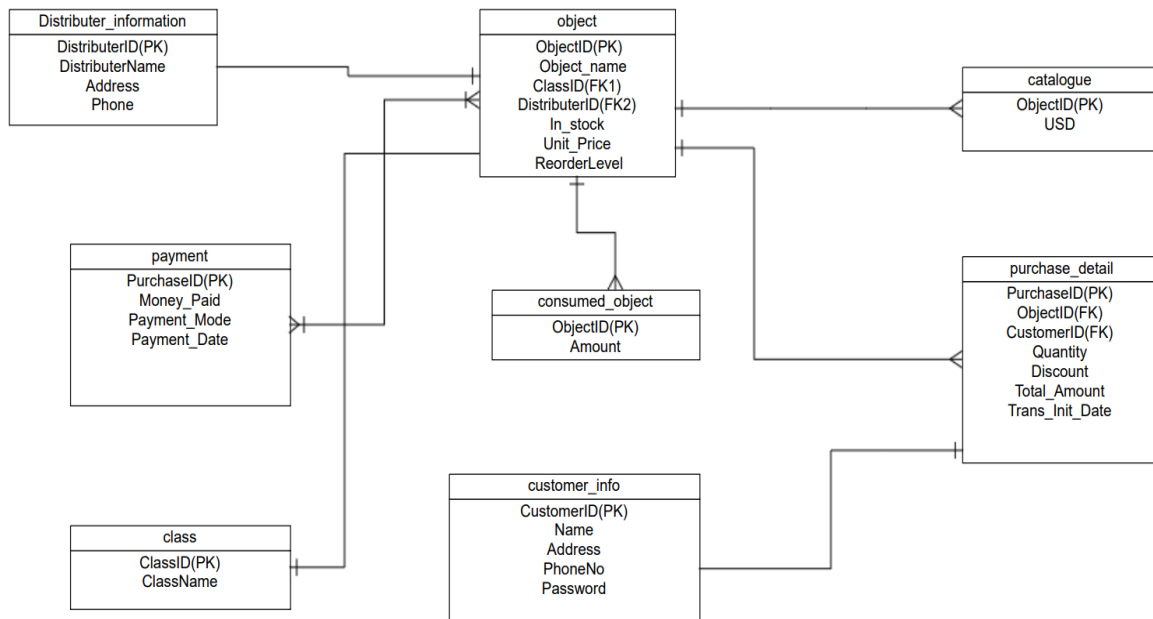 Distributer_information
DistributerID(PK)
DistributerName
Address
Phone
object
ObjectID(PK)
Object_name
ClassID(FK1)
DistributerID(FK2)
In_stock
Unit_Price
ReorderLevel
catalogue
ObjectID(PK)
USD
payment
PurchaseID(PK)
Money_Paid
Payment_Mode
Payment_Date
consumed_object
ObjectID(PK)
Amount
purchase_detail
PurchaseID(PK)
ObjectID(FK)
CustomerID(FK)
Quantity
Discount
Total_Amount
Trans_Init_Date
class
ClassID(PK)
ClassName
customer_info
CustomerID(PK)
Name
Address
PhoneNo
Password